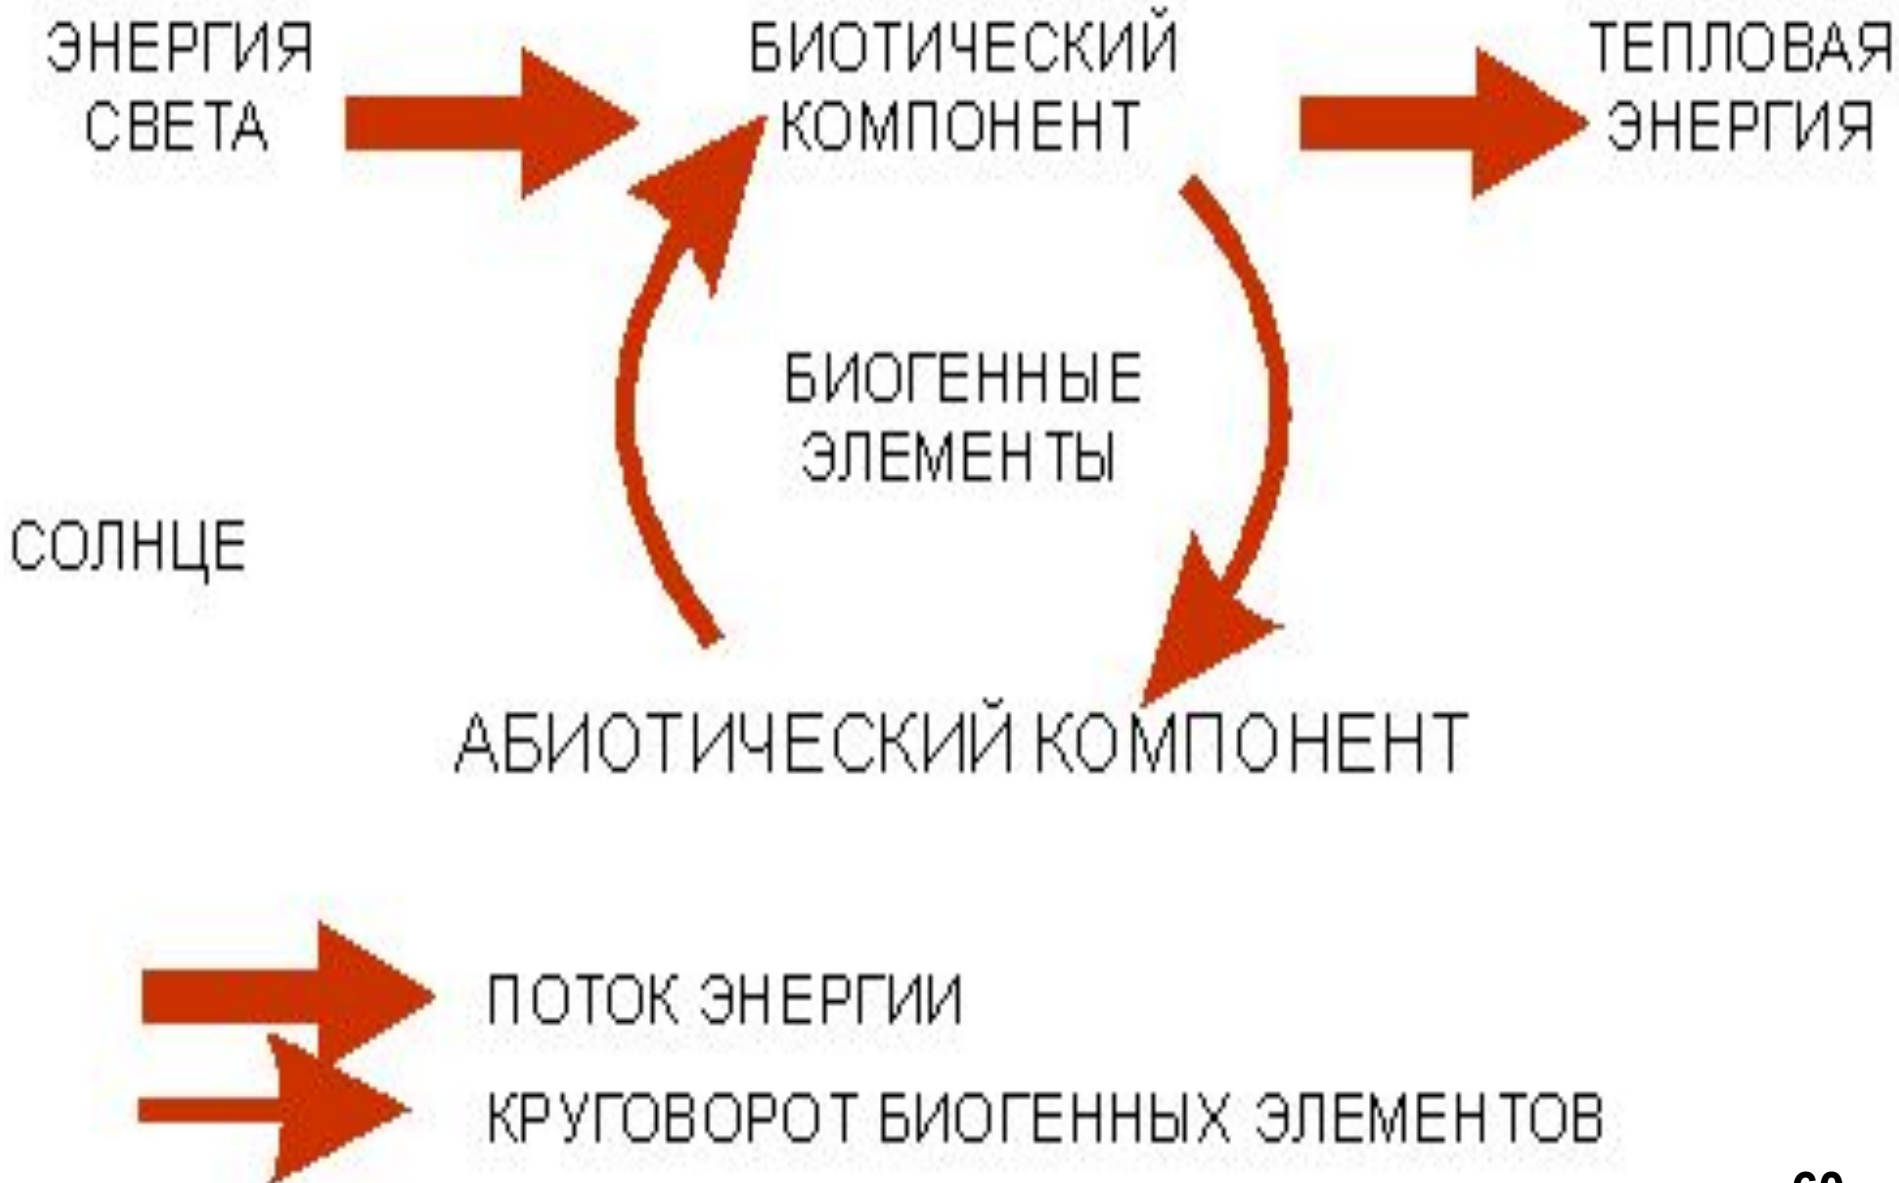 ЭНЕРГИЯ
СВЕТА
БИОТИЧЕСКИЙ
КОМПОНЕНТ
ТЕПЛОВАЯ
ЭНЕРГИЯ
БИОГЕННЫЕ
ЭЛЕМЕНТЫ
СОЛНЦЕ
АБИОТИЧЕСКИЙ КОМПОНЕНТ
ПОТОК ЭНЕРГИИ
КРУГОВОРОТ БИОГЕННЫХ ЭЛЕМЕНТОВ